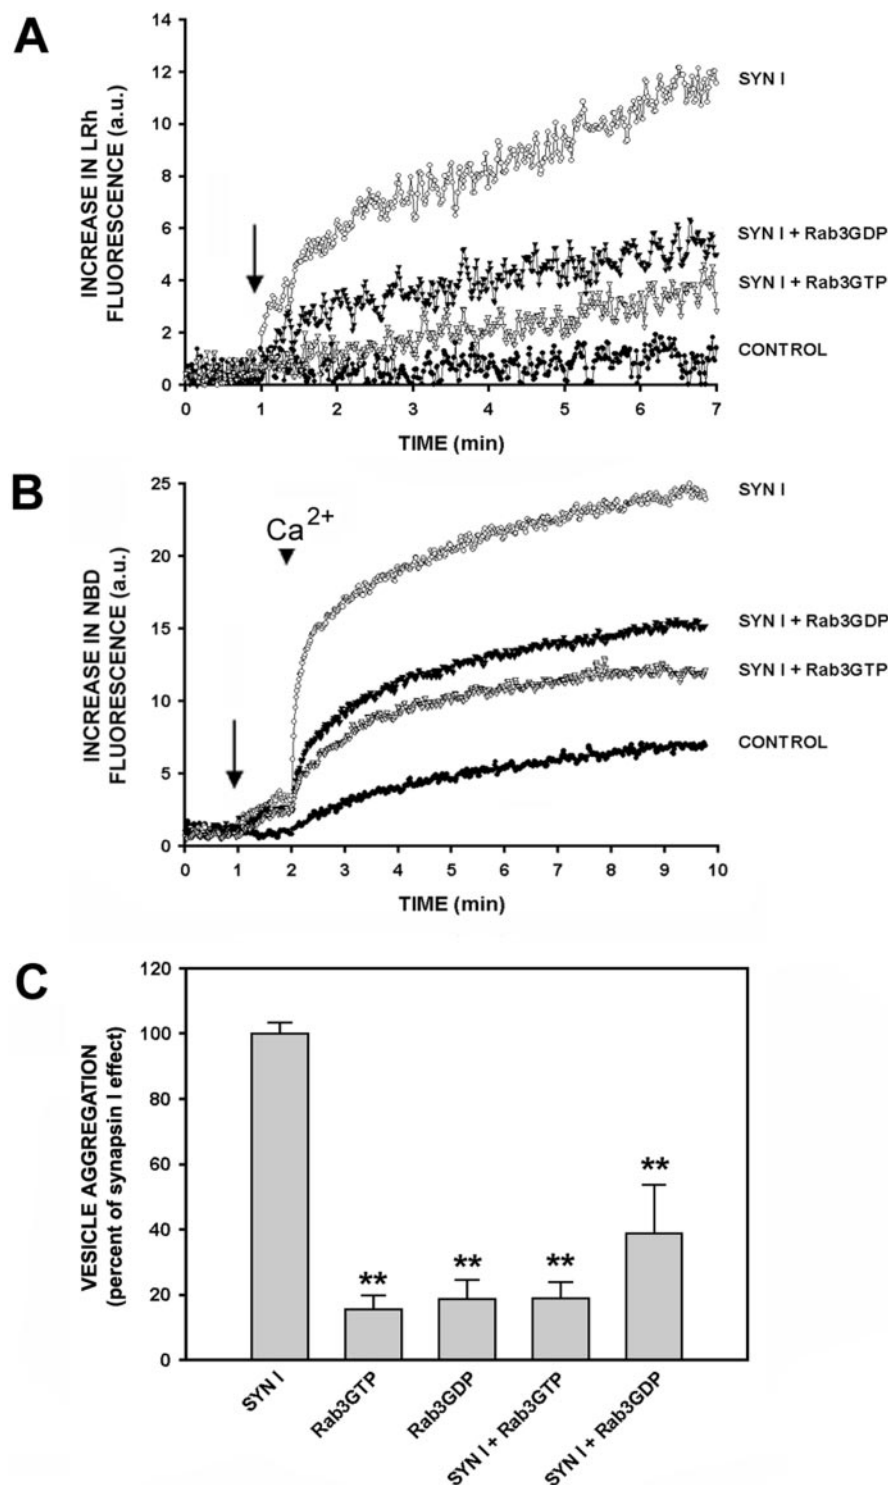 A
INCREASE IN LRh
FLUORESCENCE (a.u.)
14
12
10
8
6
4
2
0
0 1 2 3 4 5 6 7
TIME (min)
SYN I
SYN I + Rab3GDP
SYN I + Rab3GTP
CONTROL
B
INCREASE IN NBD
FLUORESCENCE (a.u.)
25
20
15
10
5
0
Ca2+
0 1 2 3 4 5 6 7 8 9 10
TIME (min)
SYN I
SYN I + Rab3GDP
SYN I + Rab3GTP
CONTROL
C
VESICLE AGGREGATION
(percent of synapsin I effect)
120
100
80
60
40
20
0
** ** ** **
SYN I
Rab3GTP
Rab3GDP
SYN I + Rab3GTP
SYN I + Rab3GDP